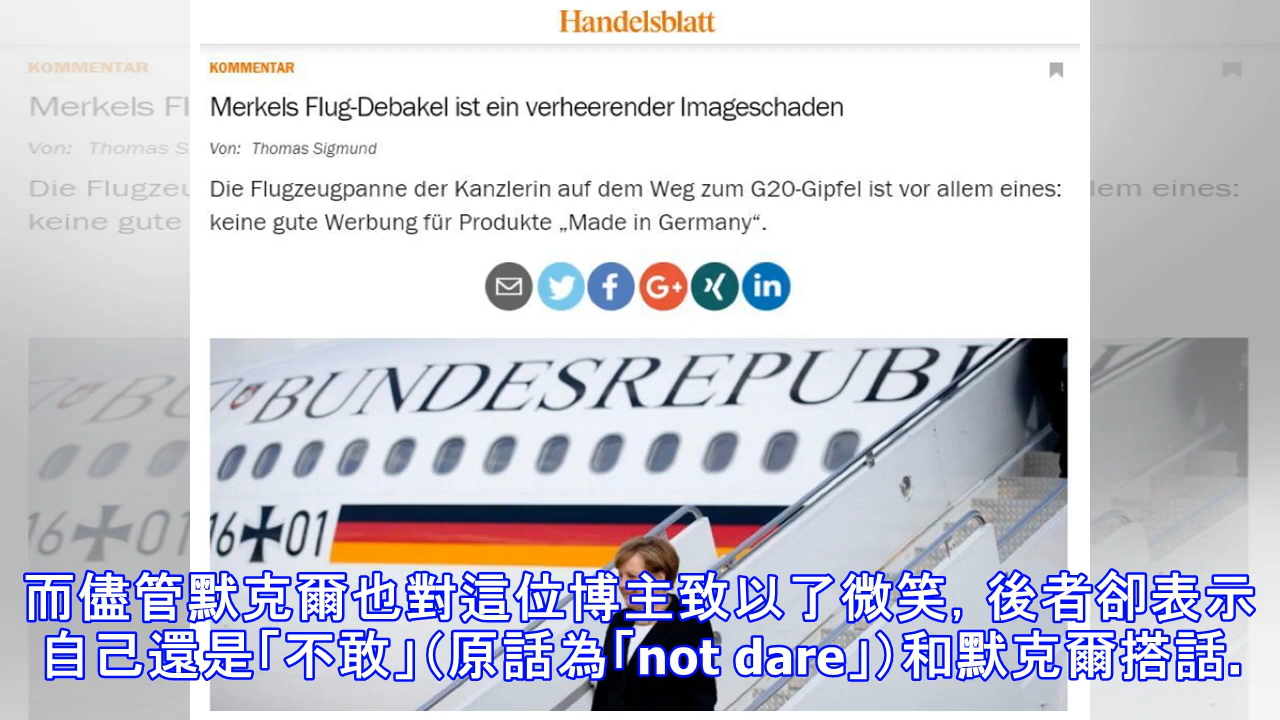 Handelsblatt
KOMMENTAR
Merkels Flug-Debakel ist ein verheerender Imageschaden
Von: Thomas Sigmund
Die Flugzeugpanne der Kanzlerin auf dem Weg zum G20-Gipfel ist vor allem eines:
keine gute Werbung für Produkte „Made in Germany“.
BUNDESREPUBL
16 01
而儘管默克爾也對這位博主致以了微笑, 後者卻表示
自己還是「不敢」(原話為「not dare」)和默克爾搭話.